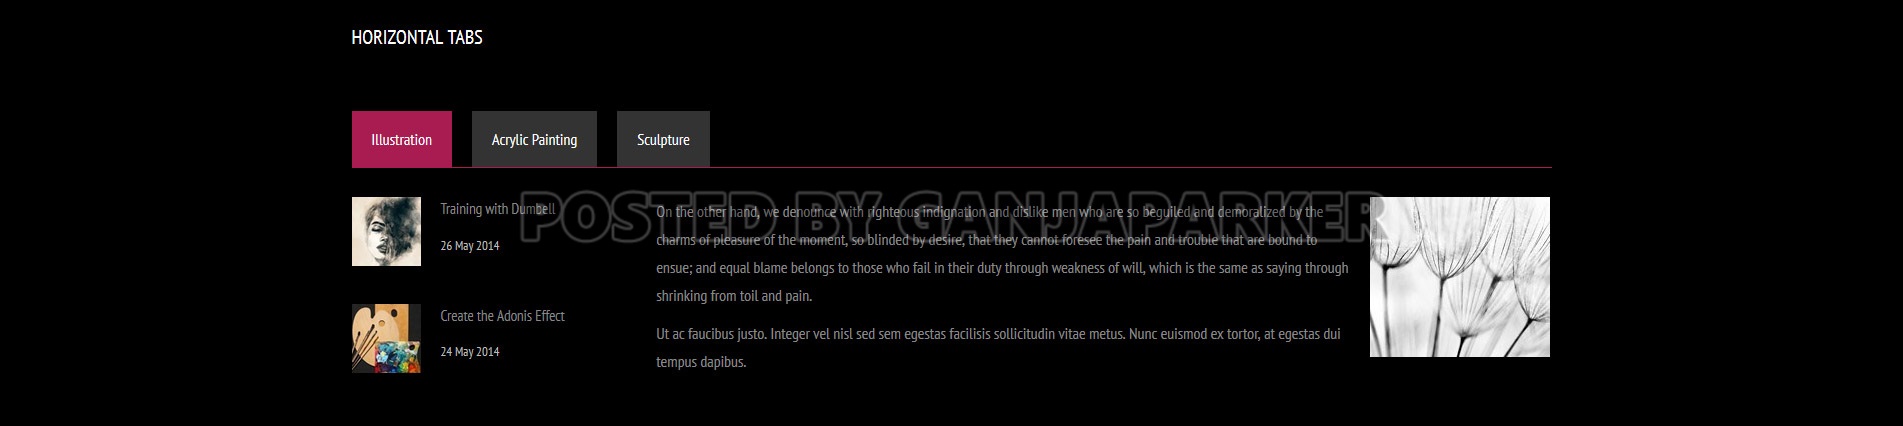 HORIZONTAL TABS
Illustration
Acrylic Painting
Sculpture
Training with Dumbell
26 May 2014
Create the Adonis Effect
24 May 2014
POSTED BY GANJAPARKER
On the other hand, we denounce with righteous indignation and dislike men who are so beguiled and demoralized by the
charms of pleasure of the moment, so blinded by desire, that they cannot foresee the pain and trouble that are bound to
ensue; and equal blame belongs to those who fail in their duty through weakness of will, which is the same as saying through
shrinking from toil and pain.
Ut ac faucibus justo. Integer vel nisl sed sem egestas facilisis sollicitudin vitae metus. Nunc euismod ex tortor, at egestas dui
tempus dapibus.